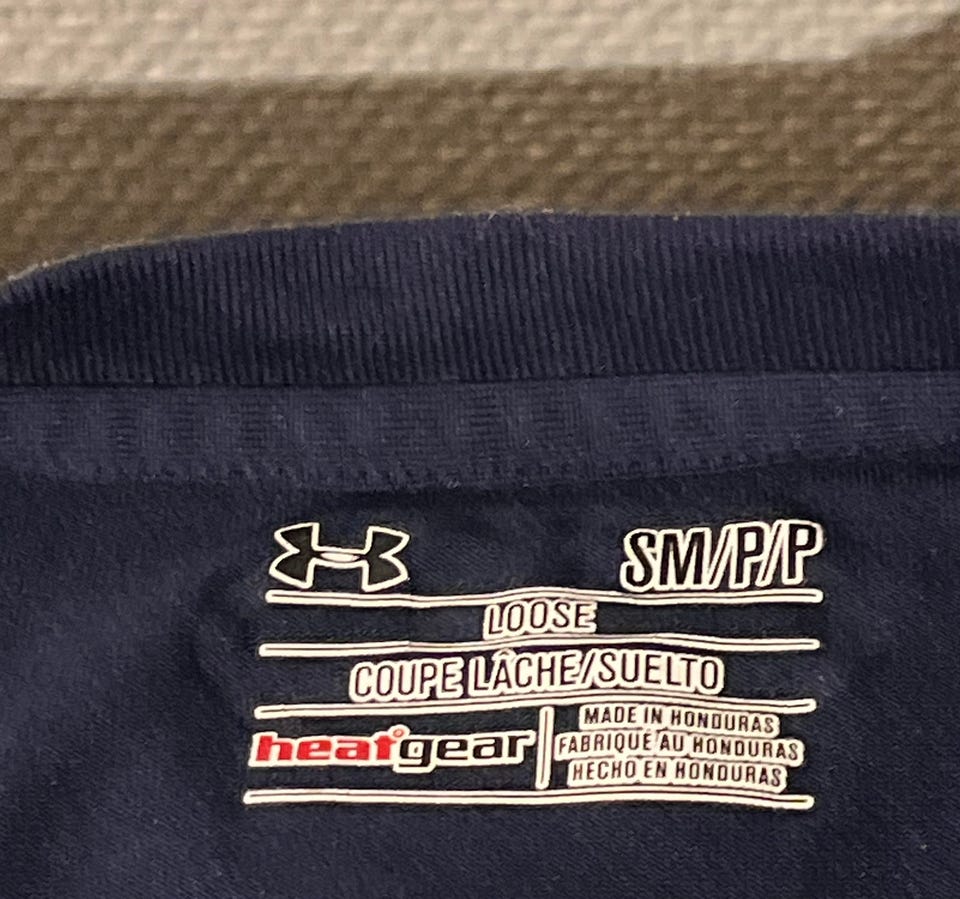 SM/P/P
LOOSE
COUPE LÂCHE/SUELTO
heatgear
MADE IN HONDURAS
FABRIQUÉ AU HONDURAS
HECHO EN HONDURAS